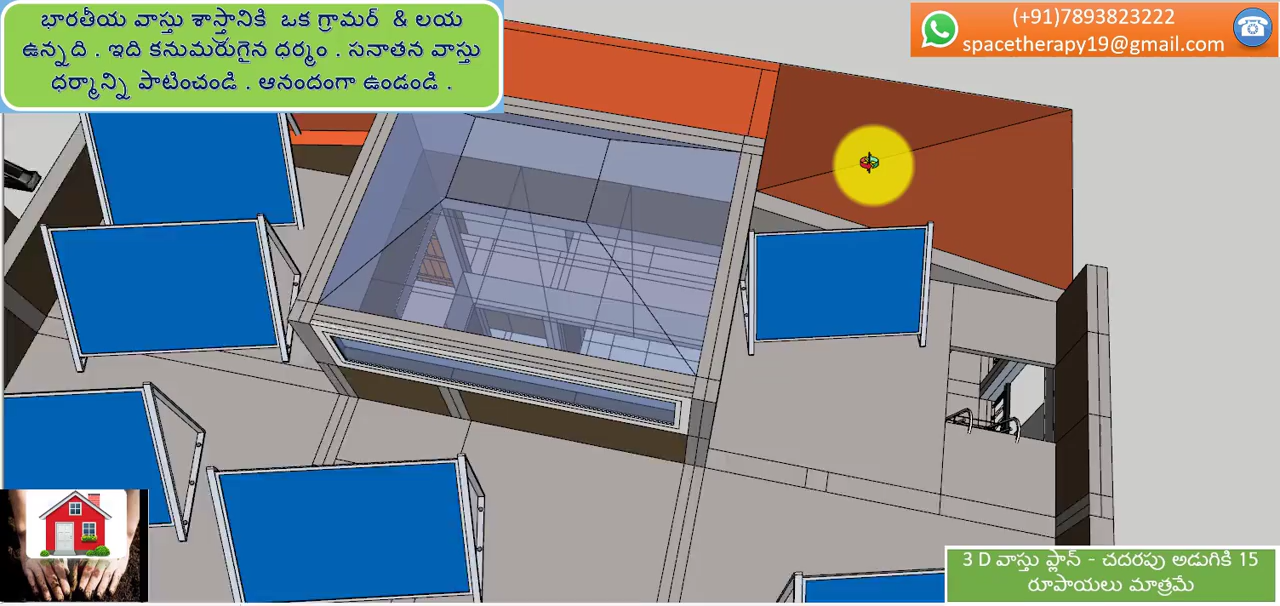 భారతీయ వాస్తు శాస్త్రానికి ఒక గ్రామర్ & లయ
ఉన్నది . ఇది కనుమరుగైన ధర్మం . సనాతన వాస్తు
ధర్మాన్ని పాటించండి . ఆనందంగా ఉండండి .
(+91)7893823222
spacetherapy19@gmail.com
3 D వాస్తు ప్లాన్ - చదరపు అడుగికి 15
రూపాయలు మాత్రమే